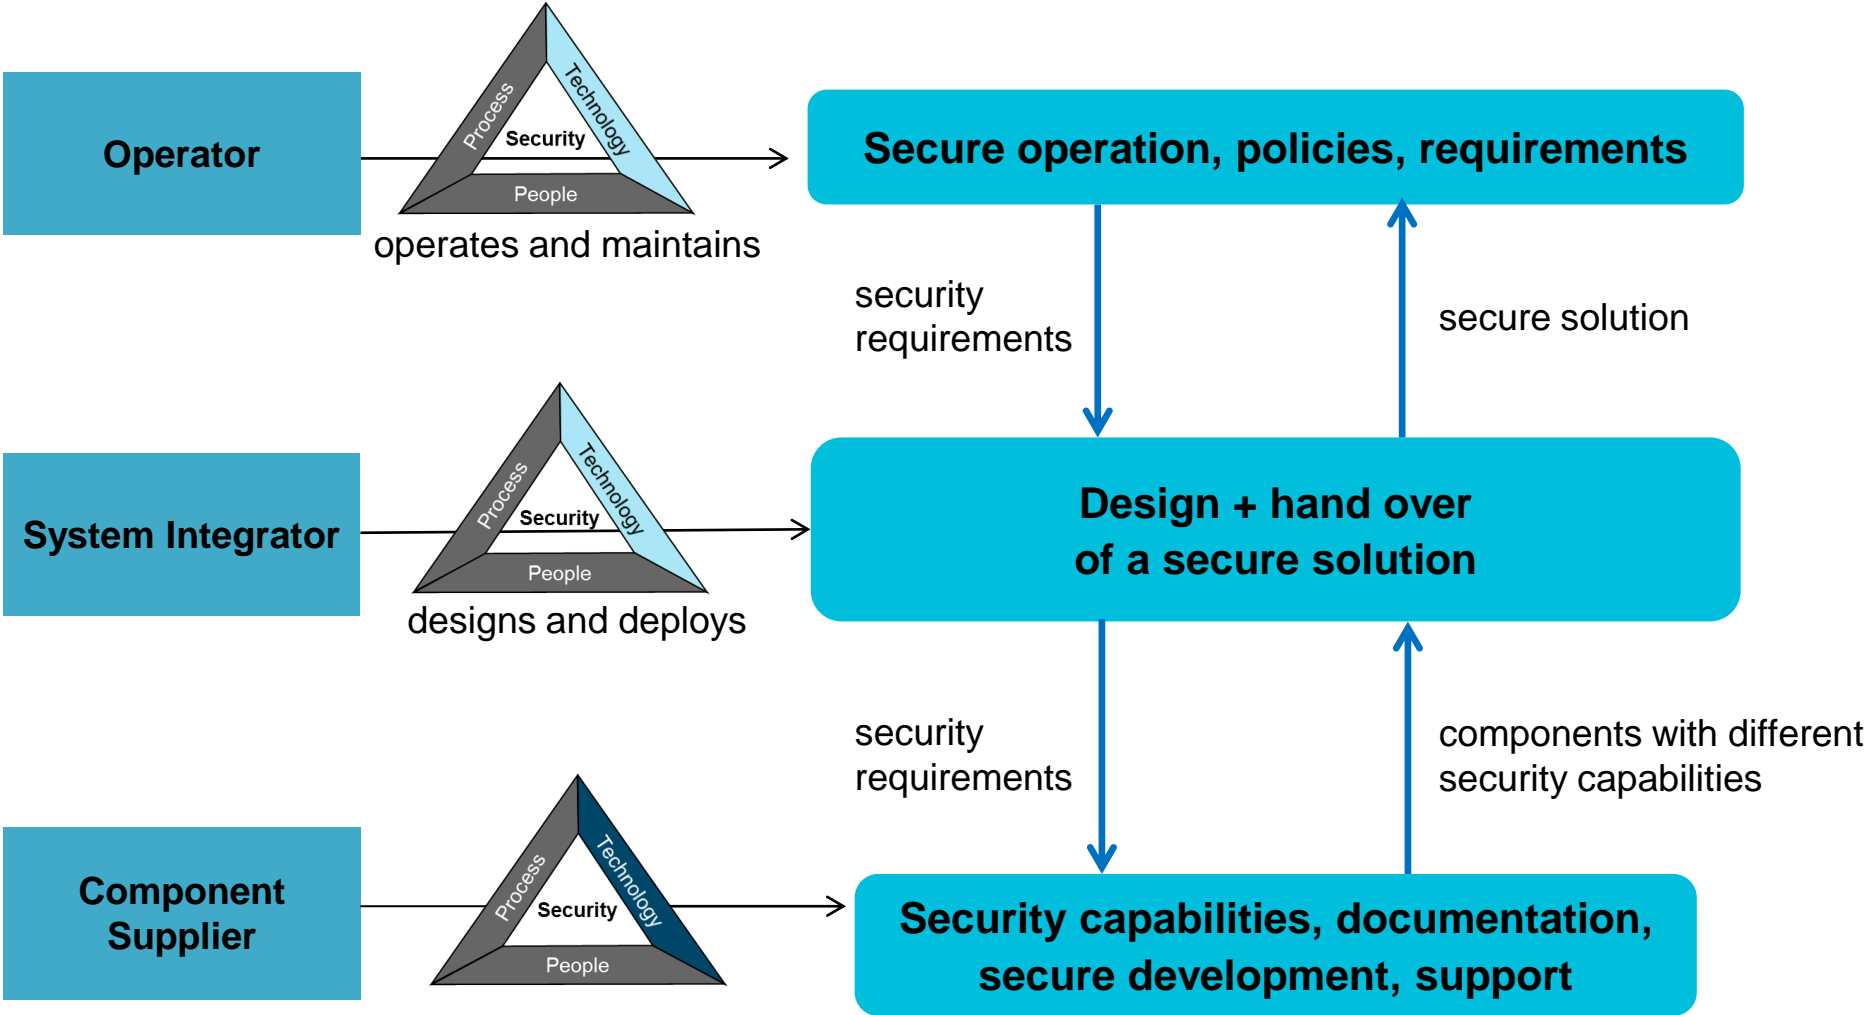 Operator
Process
Technology
Security
People
operates and maintains
Secure operation, policies, requirements
security
requirements
secure solution
System Integrator
Process
Technology
Security
People
designs and deploys
Design + hand over
of a secure solution
security
requirements
components with different
security capabilities
Component
Supplier
Process
Technology
Security
People
Security capabilities, documentation,
secure development, support